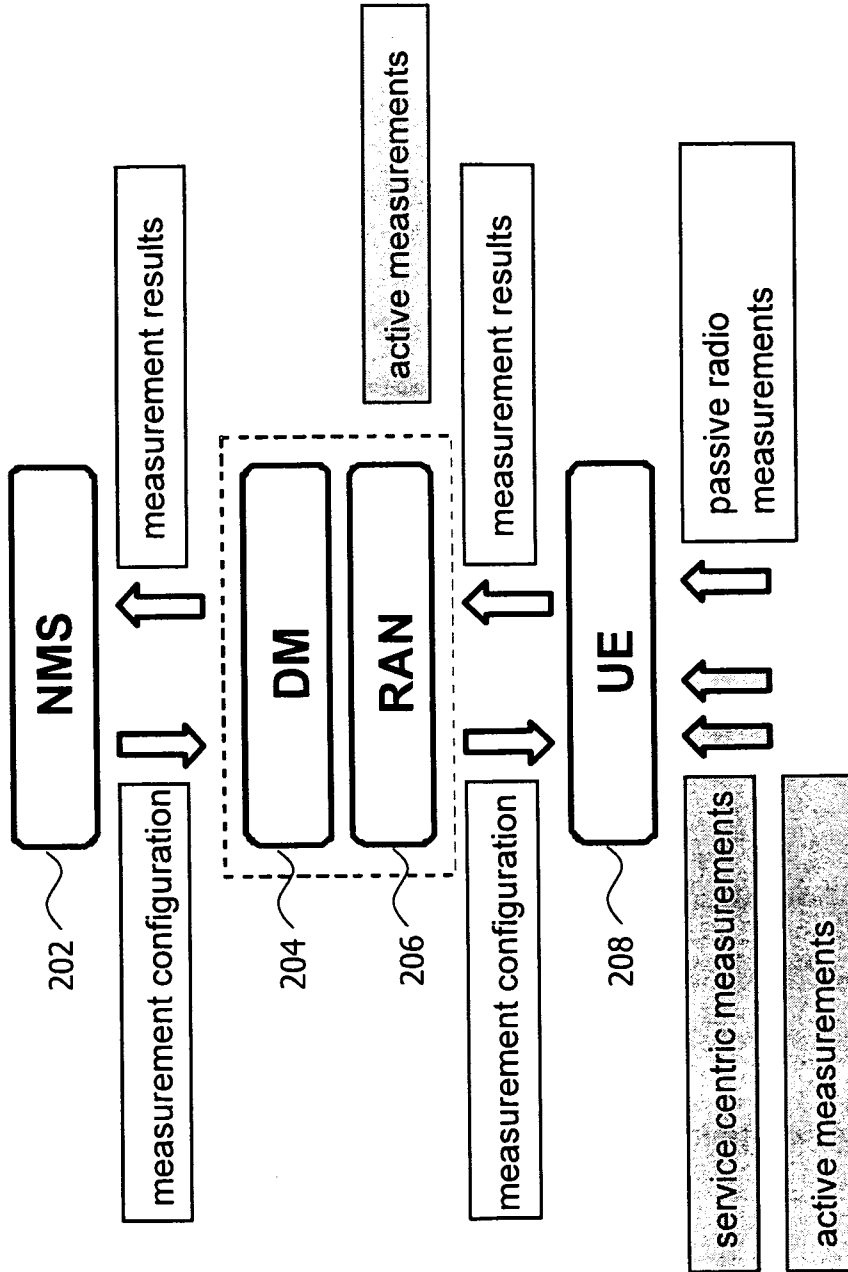 NMS
202
measurement configuration
measurement results
DM
204
RAN
206
active measurements
measurement configuration
measurement results
UE
208
service centric measurements
active measurements
passive radio
measurements